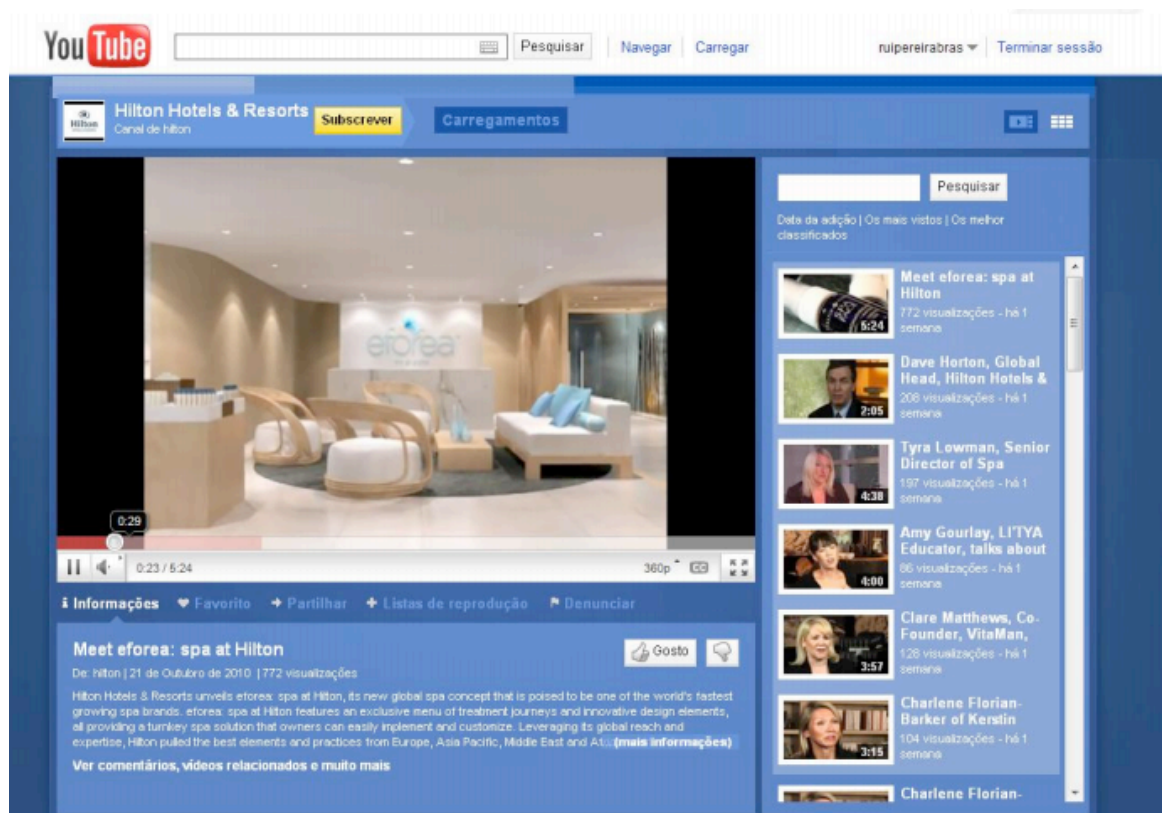 You Tube
Pesquisar
Navegar
Carregar
ruipereirabras
Terminar sessão
Hilton
Hilton Hotels & Resorts
Canal de hilton
Subscrever
Carregamentos
eforea
0:29
0:23 / 5:24
360p
CC
Informações
Favorito
Partilhar
Listas de reprodução
Denunciar
Meet eforea: spa at Hilton
De: hilton | 21 de Outubro de 2010 | 772 visualizações
Gosto
Hilton Hotels & Resorts unveils eforea: spa at Hilton, its new global spa concept that is poised to be one of the world's fastest
growing spa brands. eforea: spa at Hilton features an exclusive menu of treatment journeys and innovative design elements,
all providing a turnkey spa solution that owners can easily implement and customize. Leveraging its global reach and
expertise, Hilton pulled the best elements and practices from Europe, Asia Pacific, Middle East and At... (mais informações)
Ver comentários, vídeos relacionados e muito mais
Pesquisar
Data da adição | Os mais vistos | Os melhor
classificados
5:24
Meet eforea: spa at
Hilton
772 visualizações - há 1
semana
2:05
Dave Horton, Global
Head, Hilton Hotels &
208 visualizações - há 1
semana
4:38
Tyra Lowman, Senior
Director of Spa
197 visualizações - há 1
semana
4:00
Amy Gourlay, LI'TYA
Educator, talks about
86 visualizações - há 1
semana
3:57
Clare Matthews, Co-
Founder, VitaMan,
128 visualizações - há 1
semana
3:15
Charlene Florian-
Barker of Kerstin
104 visualizações - há 1
semana
Charlene Florian-